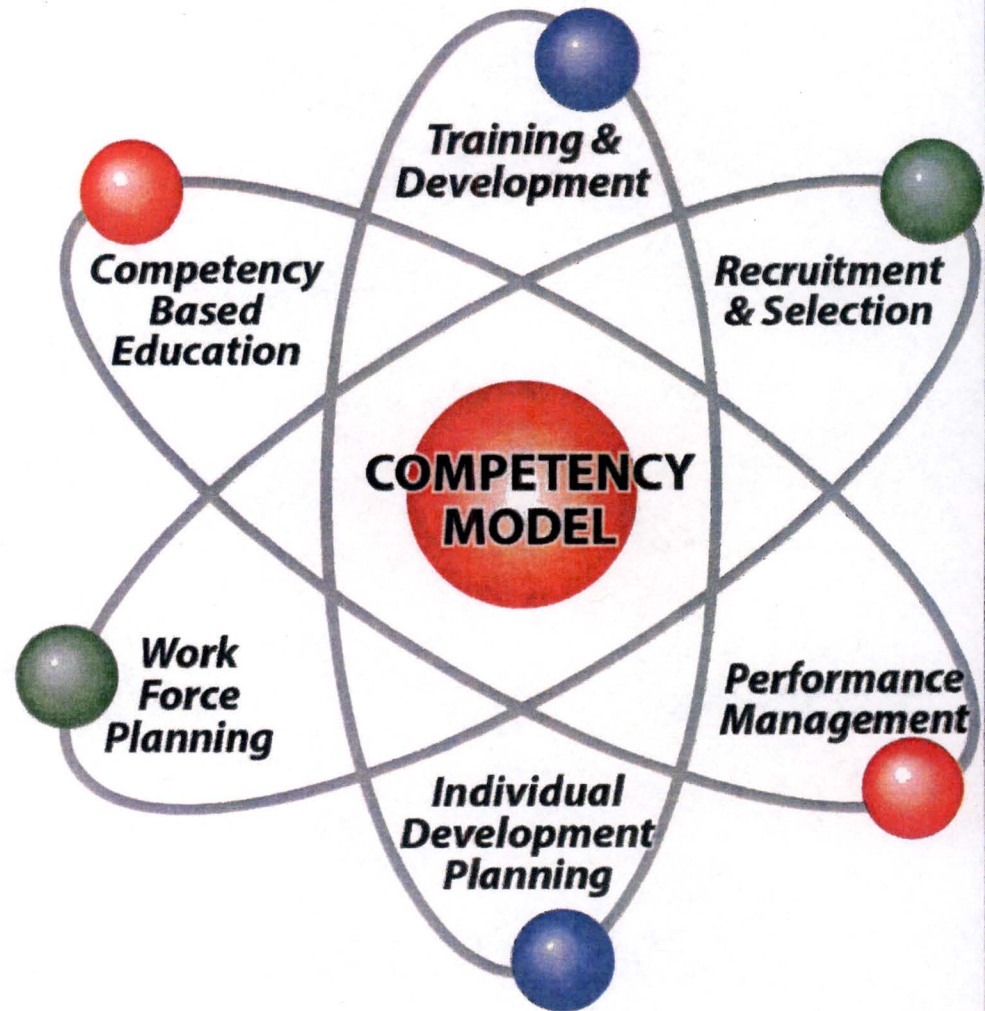 Training &
Development
Competency
Based
Education
Recruitment
& Selection
COMPETENCY
MODEL
Work
Force
Planning
Performance
Management
Individual
Development
Planning